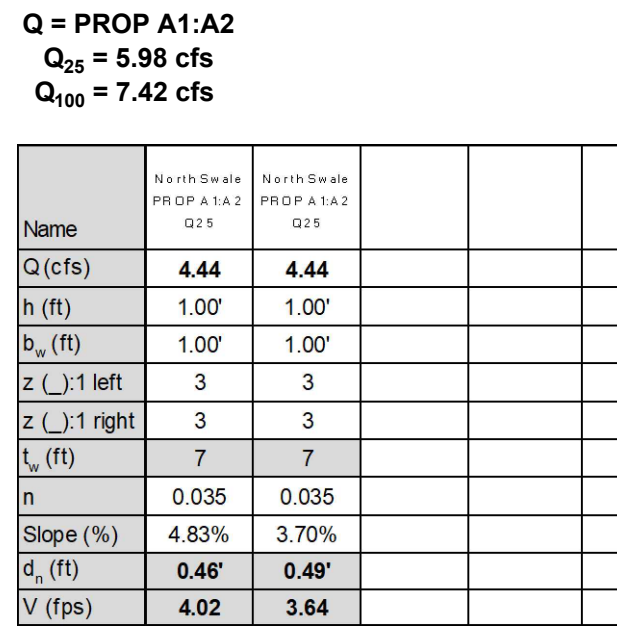 Q = PROP A1:A2
Q25 = 5.98 cfs
Q100 = 7.42 cfs
Name North Swale PROP A1:A2 Q25 North Swale PROP A1:A2 Q25
Q (cfs) 4.44 4.44
h (ft) 1.00' 1.00'
bw (ft) 1.00' 1.00'
z (_):1 left 3 3
z (_):1 right 3 3
tw (ft) 7 7
n 0.035 0.035
Slope (%) 4.83% 3.70%
dn (ft) 0.46' 0.49'
V (fps) 4.02 3.64